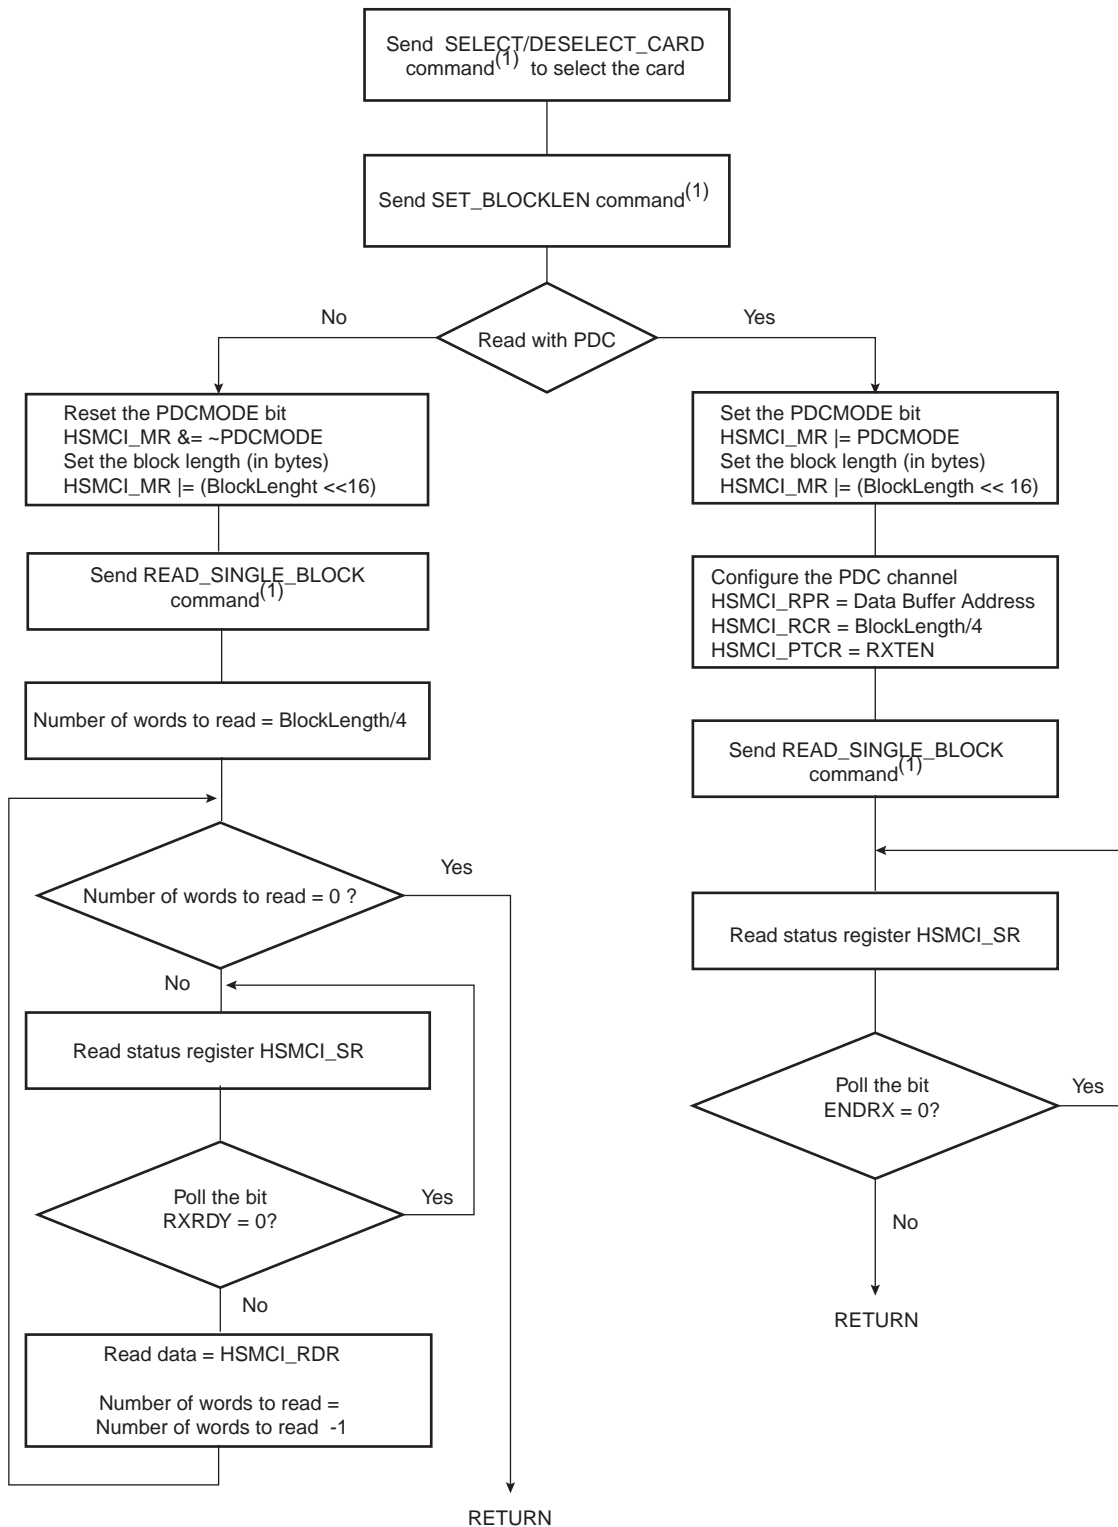 Send SELECT/DESELECT_CARD
command(1) to select the card
Send SET_BLOCKLEN command(1)
No
Read with PDC
Yes
Reset the PDCMODE bit
HSMCI_MR &= ~PDCMODE
Set the block length (in bytes)
HSMCI_MR |= (BlockLenght <<16)
Send READ_SINGLE_BLOCK
command(1)
Number of words to read = BlockLength/4
Number of words to read = 0 ?
Yes
No
Read status register HSMCI_SR
Poll the bit
RXRDY = 0?
Yes
No
Read data = HSMCI_RDR
Number of words to read =
Number of words to read -1
RETURN
Set the PDCMODE bit
HSMCI_MR |= PDCMODE
Set the block length (in bytes)
HSMCI_MR |= (BlockLength << 16)
Configure the PDC channel
HSMCI_RPR = Data Buffer Address
HSMCI_RCR = BlockLength/4
HSMCI_PTCR = RXTEN
Send READ_SINGLE_BLOCK
command(1)
Read status register HSMCI_SR
Poll the bit
ENDRX = 0?
Yes
No
RETURN